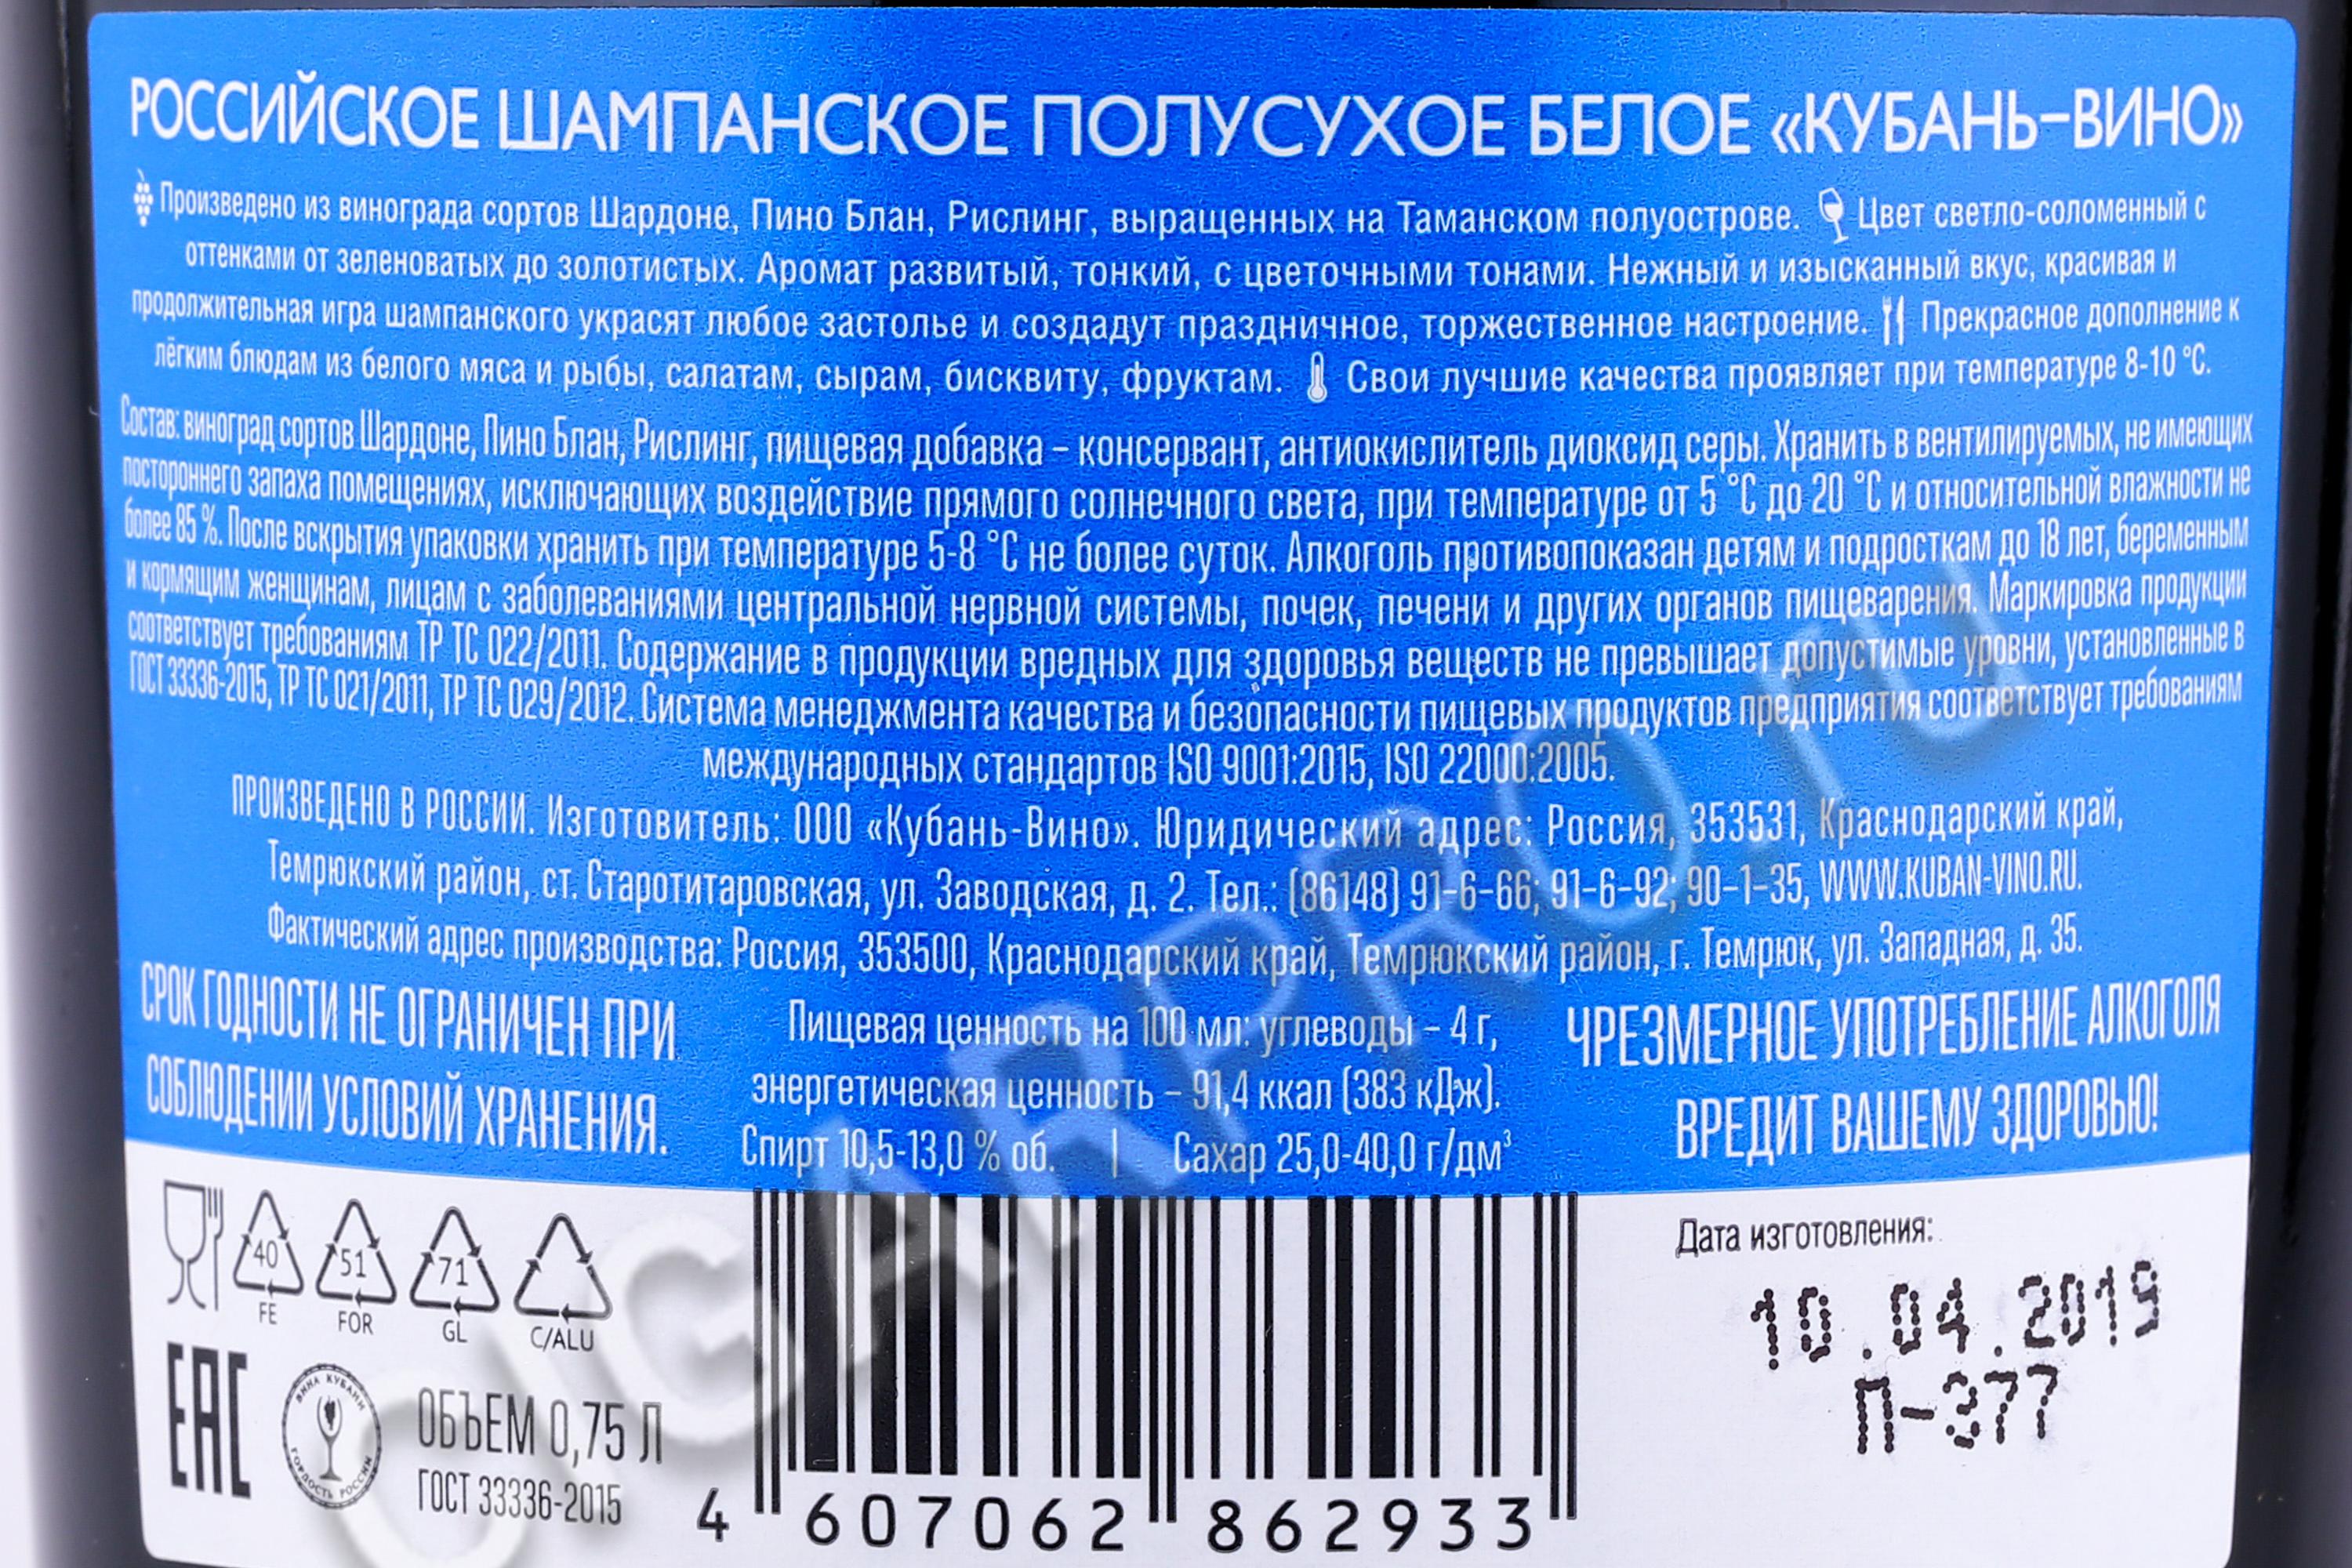 РОССИЙСКОЕ ШАМПАНСКОЕ ПОЛУСУХОЕ БЕЛОЕ «КУБАНЬ-ВИНО»
Произведено из винограда сортов Шардоне, Пино Блан, Рислинг, выращенных на Таманском полуострове. Цвет светло-соломенный с
оттенками от зеленоватых до золотистых. Аромат развитый, тонкий, с цветочными тонами. Нежный и изысканный вкус, красивая и
продолжительная игра шампанского украсят любое застолье и создадут праздничное, торжественное настроение. Прекрасное дополнение к
лёгким блюдам из белого мяса и рыбы, салатам, сырам, бисквиту, фруктам. Свои лучшие качества проявляет при температуре 8-10 °С.
Состав: виноград сортов Шардоне, Пино Блан, Рислинг, пищевая добавка – консервант, антиокислитель диоксид серы. Хранить в вентилируемых, не имеющих
постороннего запаха помещениях, исключающих воздействие прямого солнечного света, при температуре от 5 °С до 20 °С и относительной влажности не
более 85 %. После вскрытия упаковки хранить при температуре 5-8 °С не более суток. Алкоголь противопоказан детям и подросткам до 18 лет, беременным
и кормящим женщинам, лицам с заболеваниями центральной нервной системы, почек, печени и других органов пищеварения. Маркировка продукции
соответствует требованиям ТР ТС 022/2011. Содержание в продукции вредных для здоровья веществ не превышает допустимые уровни, установленные в
ГОСТ 33336-2015, ТР ТС 021/2011, ТР ТС 029/2012. Система менеджмента качества и безопасности пищевых продуктов предприятия соответствует требованиям
международных стандартов ISO 9001:2015, ISO 22000:2005.
ПРОИЗВЕДЕНО В РОССИИ. Изготовитель: ООО «Кубань-Вино». Юридический адрес: Россия, 353531, Краснодарский край,
Темрюкский район, ст. Старотитаровская, ул. Заводская, д. 2. Тел.: (86148) 91-6-66; 91-6-92; 90-1-35, WWW.KUBAN-VINO.RU.
Фактический адрес производства: Россия, 353500, Краснодарский край, Темрюкский район, г. Темрюк, ул. Западная, д. 35.
СРОК ГОДНОСТИ НЕ ОГРАНИЧЕН ПРИ
СОБЛЮДЕНИИ УСЛОВИЙ ХРАНЕНИЯ.
Пищевая ценность на 100 мл: углеводы – 4 г,
энергетическая ценность – 91,4 ккал (383 кДж).
Спирт 10,5-13,0 % об. | Сахар 25,0-40,0 г/дм³
ЧРЕЗМЕРНОЕ УПОТРЕБЛЕНИЕ АЛКОГОЛЯ
ВРЕДИТ ВАШЕМУ ЗДОРОВЬЮ!
40 51 71
FE FOR GL C/ALU
EAC
ВИНА КУБАНИ
ГОРДОСТЬ РОССИИ
ОБЪЕМ 0,75 Л
ГОСТ 33336-2015
4 607062 862933
Дата изготовления:
10.04.2019
П-377
CIGARPRO.ru